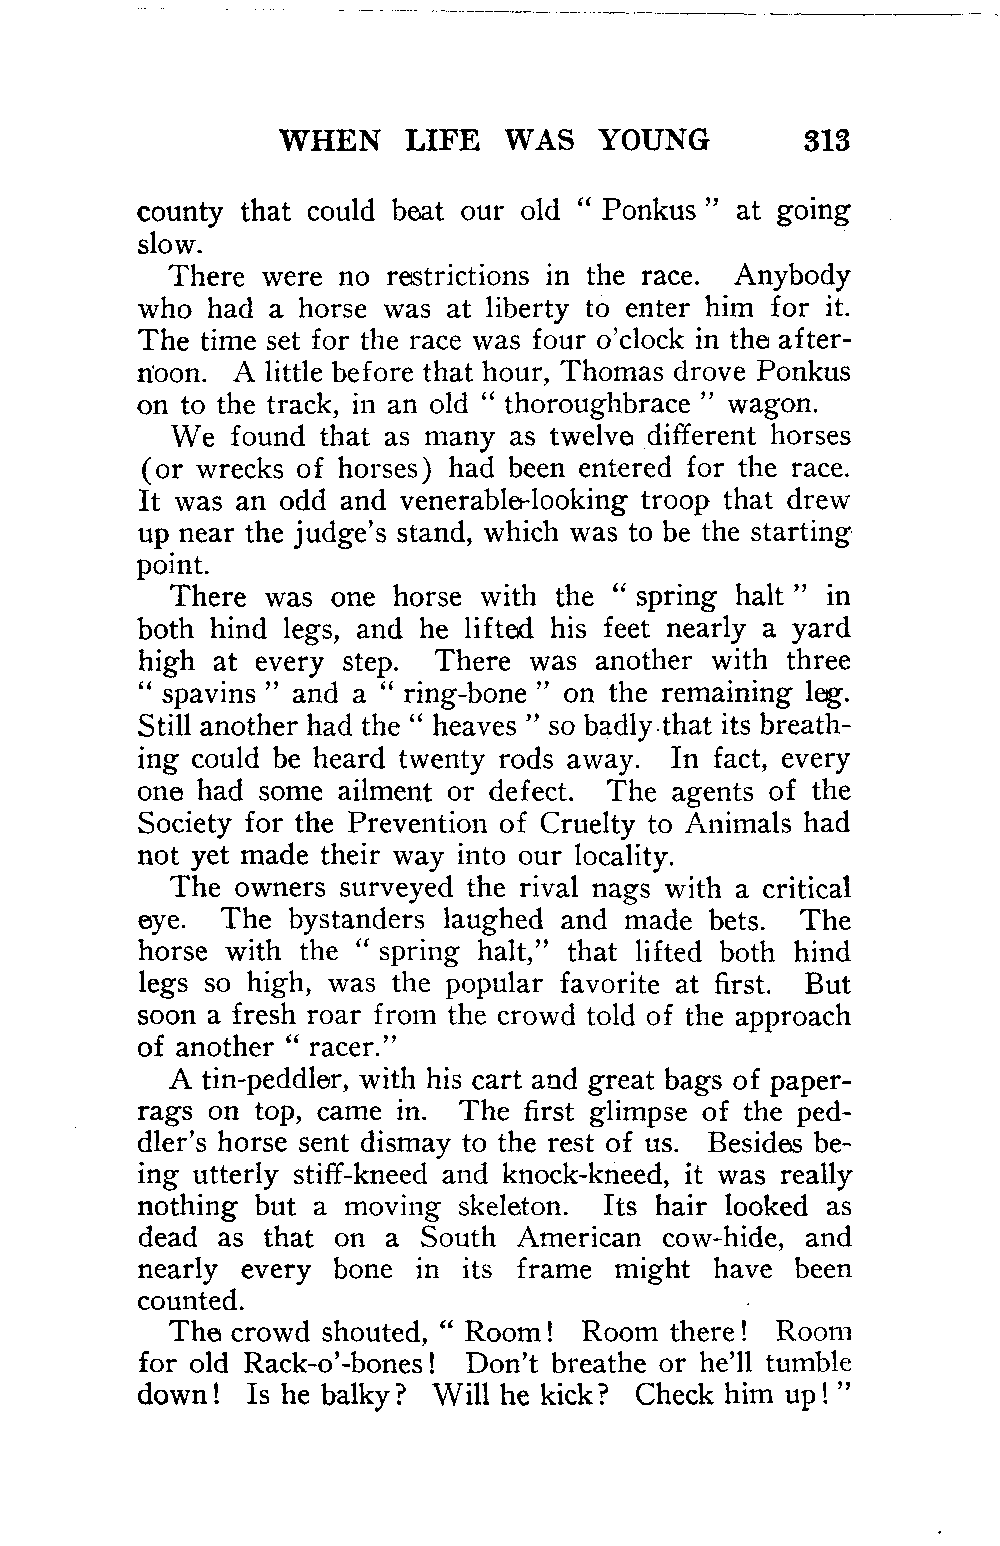 WHEN LIFE WAS YOUNG 313
county that could beat our old “ Ponkus ” at going
slow.
There were no restrictions in the race. Anybody
who had a horse was at liberty to enter him for it.
The time set for the race was four o’clock in the after-
noon. A little before that hour, Thomas drove Ponkus
on to the track, in an old “ thoroughbrace ” wagon.
We found that as many as twelve different horses
(or wrecks of horses) had been entered for the race.
It was an odd and venerable-looking troop that drew
up near the judge’s stand, which was to be the starting
point.
There was one horse with the “ spring halt ” in
both hind legs, and he lifted his feet nearly a yard
high at every step. There was another with three
“ spavins ” and a “ ring-bone ” on the remaining leg.
Still another had the “ heaves ” so badly that its breath-
ing could be heard twenty rods away. In fact, every
one had some ailment or defect. The agents of the
Society for the Prevention of Cruelty to Animals had
not yet made their way into our locality.
The owners surveyed the rival nags with a critical
eye. The bystanders laughed and made bets. The
horse with the “ spring halt,” that lifted both hind
legs so high, was the popular favorite at first. But
soon a fresh roar from the crowd told of the approach
of another “ racer.”
A tin-peddler, with his cart and great bags of paper-
rags on top, came in. The first glimpse of the ped-
dler’s horse sent dismay to the rest of us. Besides be-
ing utterly stiff-kneed and knock-kneed, it was really
nothing but a moving skeleton. Its hair looked as
dead as that on a South American cow-hide, and
nearly every bone in its frame might have been
counted.
The crowd shouted, “ Room! Room there! Room
for old Rack-o’-bones! Don’t breathe or he’ll tumble
down! Is he balky? Will he kick? Check him up! ”